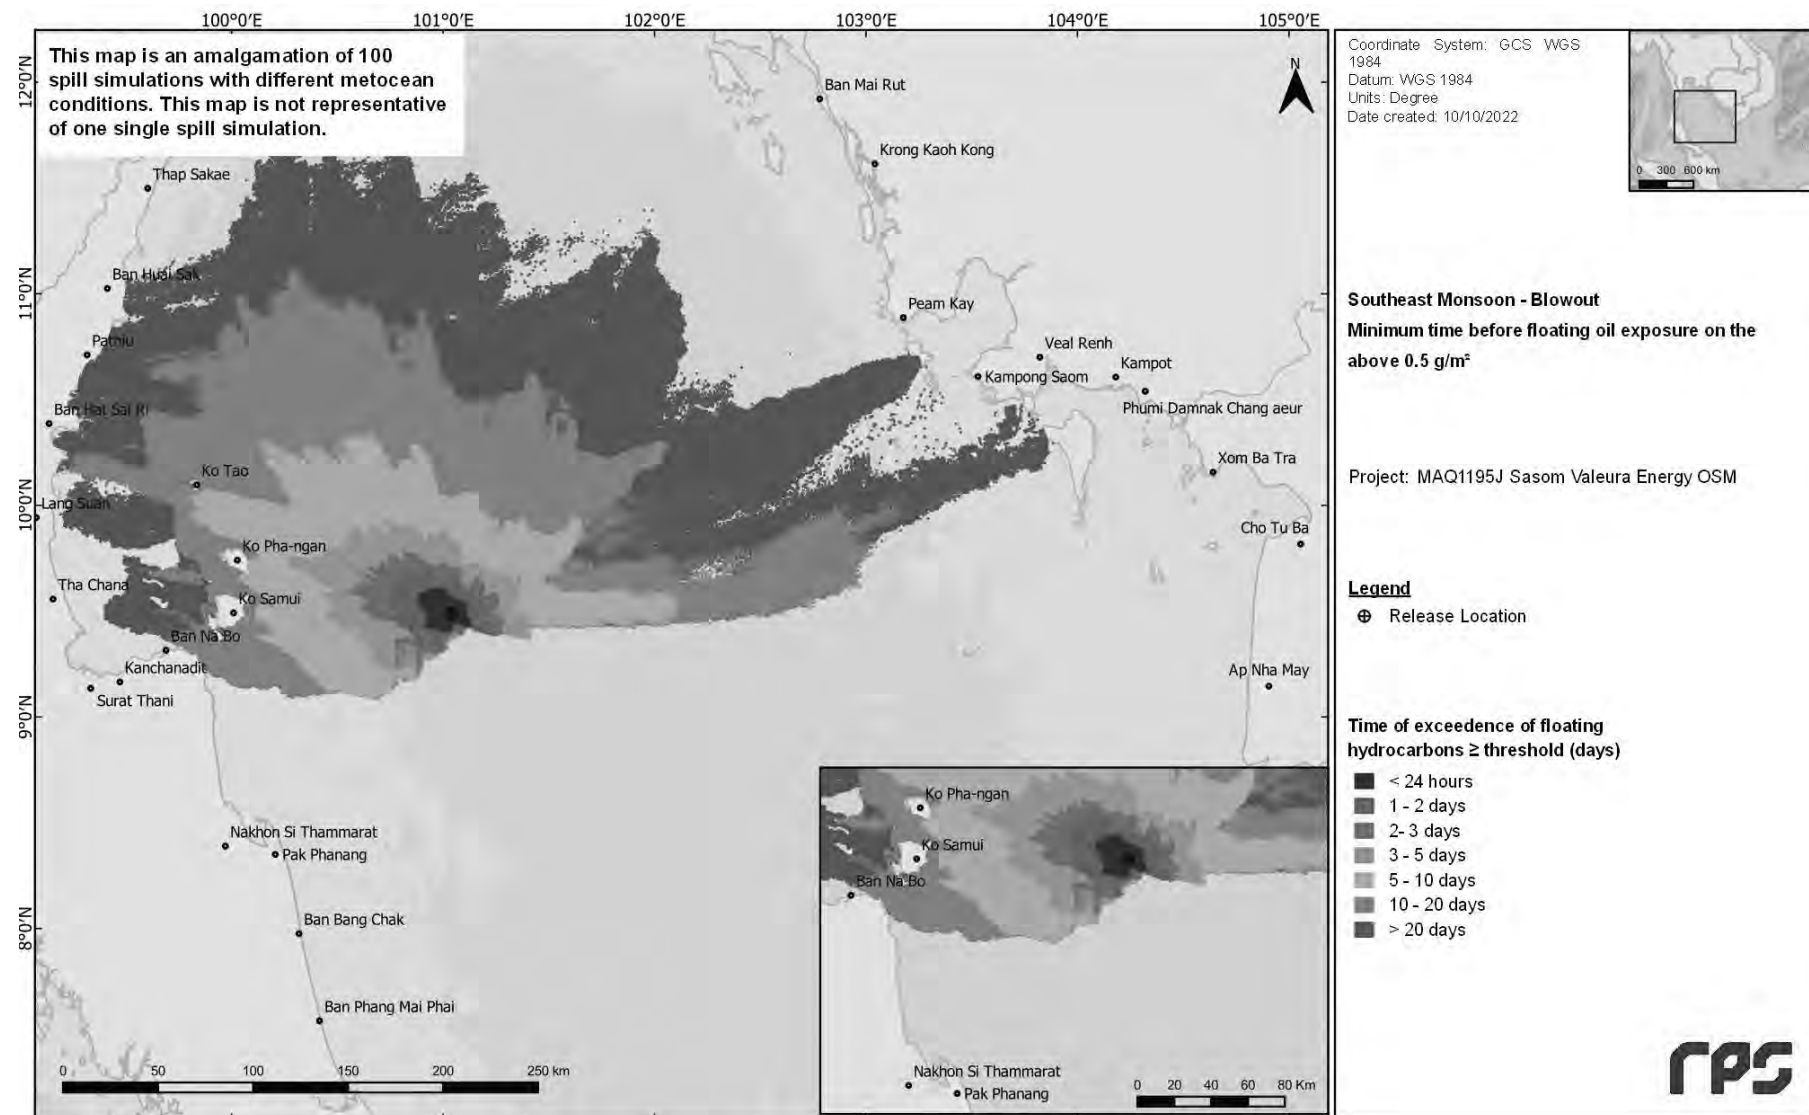 100°0'E 101°0'E 102°0'E 103°0'E 104°0'E 105°0'E
12°0'N
11°0'N
10°0'N
9°0'N
8°0'N
This map is an amalgamation of 100
spill simulations with different metocean
conditions. This map is not representative
of one single spill simulation.
N
Ban Mai Rut
Krong Kaoh Kong
Thap Sakae
Ban Huai Sak
Peam Kay
Pathiu
Veal Renh
Kampot
Kampong Saom
Ban Hat Sai Ri
Phumi Damnak Chang aeur
Xom Ba Tra
Ko Tao
Lang Suan
Cho Tu Ba
Ko Pha-ngan
Tha Chana
Ko Samui
Ban Na Bo
Kanchanadit
Ap Nha May
Surat Thani
Nakhon Si Thammarat
Pak Phanang
Ban Bang Chak
Ban Phang Mai Phai
0 50 100 150 200 250 km
Ko Pha-ngan
Ko Samui
Ban Na Bo
Nakhon Si Thammarat
Pak Phanang
0 20 40 60 80 Km
Coordinate System: GCS WGS
1984
Datum: WGS 1984
Units: Degree
Date created: 10/10/2022
0 300 600 km
Southeast Monsoon - Blowout
Minimum time before floating oil exposure on the
above 0.5 g/m²
Project: MAQ1195J Sasom Valeura Energy OSM
Legend
Release Location
Time of exceedence of floating
hydrocarbons ≥ threshold (days)
< 24 hours
1 - 2 days
2- 3 days
3 - 5 days
5 - 10 days
10 - 20 days
> 20 days
rps